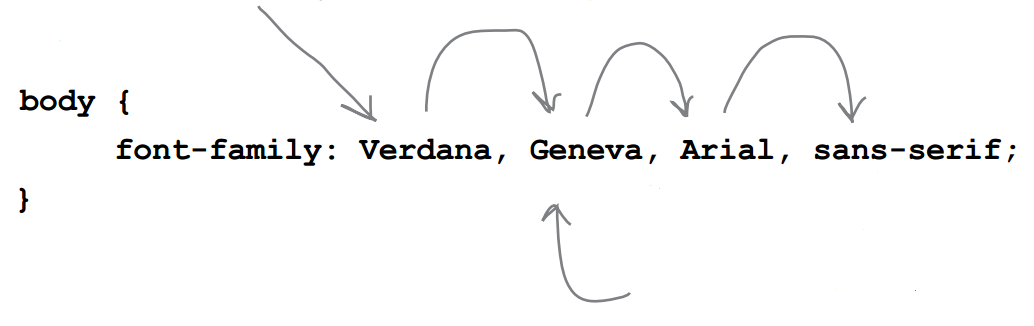 body {
font-family: Verdana, Geneva, Arial, sans-serif;
}